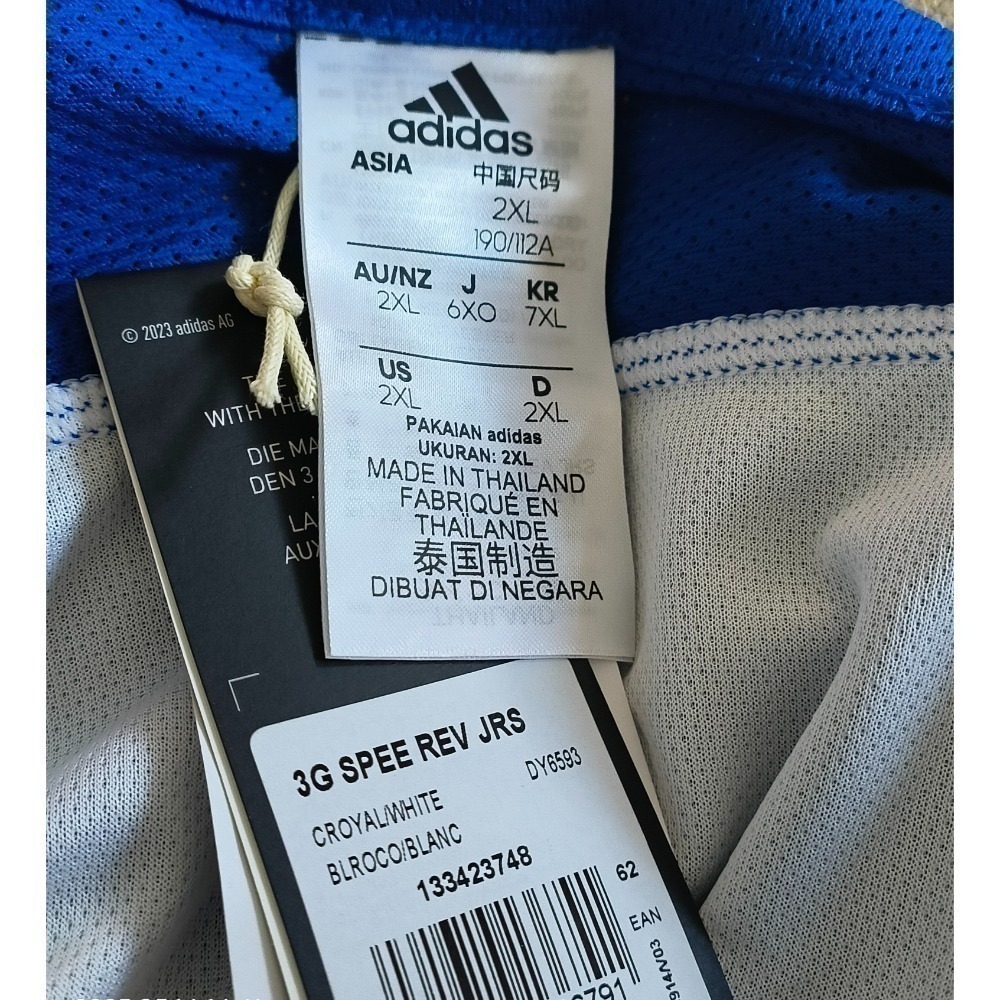 adidas
ASIA 中国尺码
2XL
190/112A
AU/NZ J KR
2XL 6XO 7XL
US D
2XL 2XL
PAKAIAN adidas
UKURAN: 2XL
MADE IN THAILAND
FABRIQUÉ EN
THAÏLANDE
泰国制造
DIBUAT DI NEGARA
© 2023 adidas AG
WITH THE
DIE MA
DEN 3
LA
AUX
3G SPEE REV JRS
DY6593
CROYAL/WHITE
BLROCO/BLANC
133423748
62
EAN